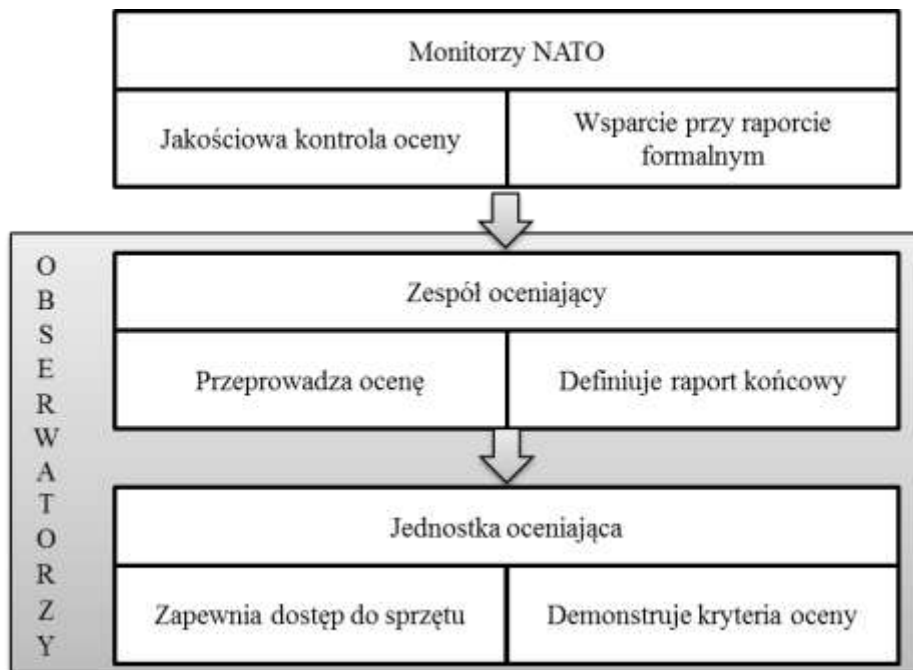 Monitorzy NATO
Jakościowa kontrola oceny
Wsparcie przy raporcie
formalnym
OBSERWATORZY
Zespół oceniający
Przeprowadza ocenę
Definiuje raport końcowy
Jednostka oceniająca
Zapewnia dostęp do sprzętu
Demonstruje kryteria oceny